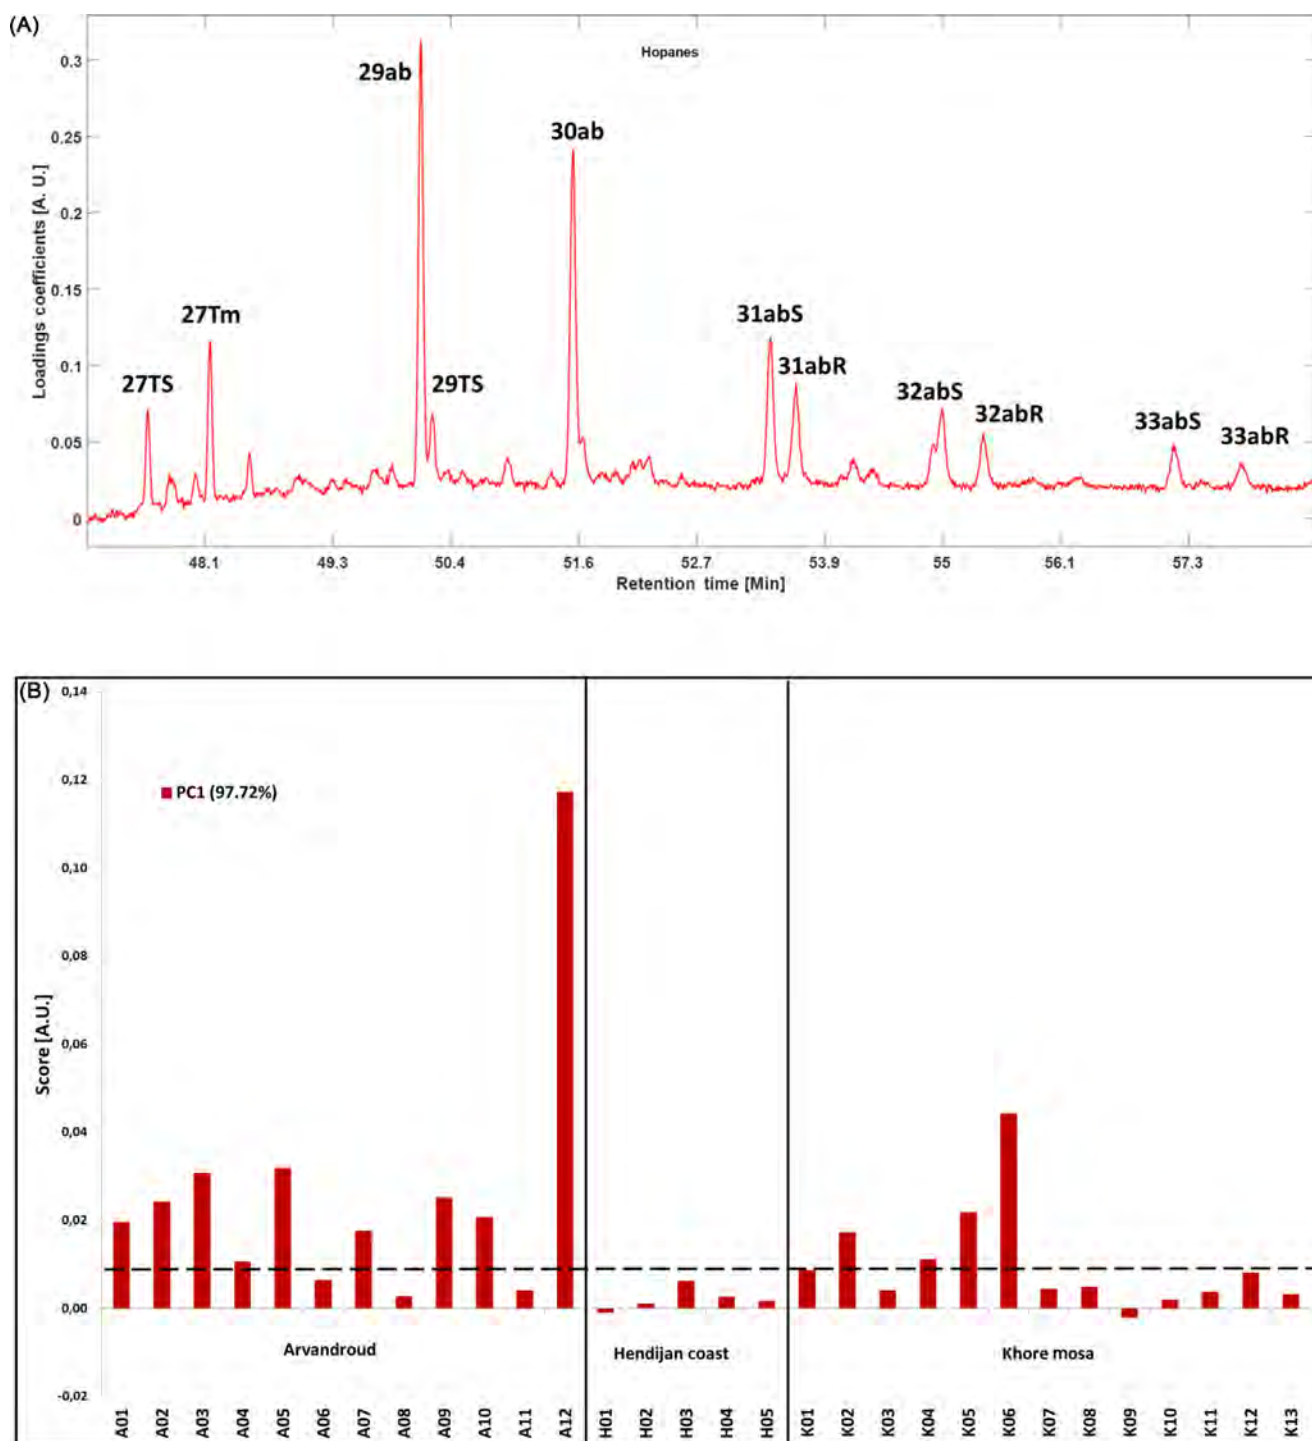 (A)
Hopanes
Loadings coefficients [A. U.]
0.3
0.25
0.2
0.15
0.1
0.05
0
27TS
27Tm
29ab
29TS
30ab
31abS
31abR
32abS
32abR
33abS
33abR
48.1 49.3 50.4 51.6 52.7 53.9 55 56.1 57.3
Retention time [Min]
(B)
Score [A.U.]
0,14
0,12
0,10
0,08
0,06
0,04
0,02
0,00
-0,02
PC1 (97.72%)
Arvandroud
Hendijan coast
Khore mosa
A01 A02 A03 A04 A05 A06 A07 A08 A09 A10 A11 A12 H01 H02 H03 H04 H05 K01 K02 K03 K04 K05 K06 K07 K08 K09 K10 K11 K12 K13